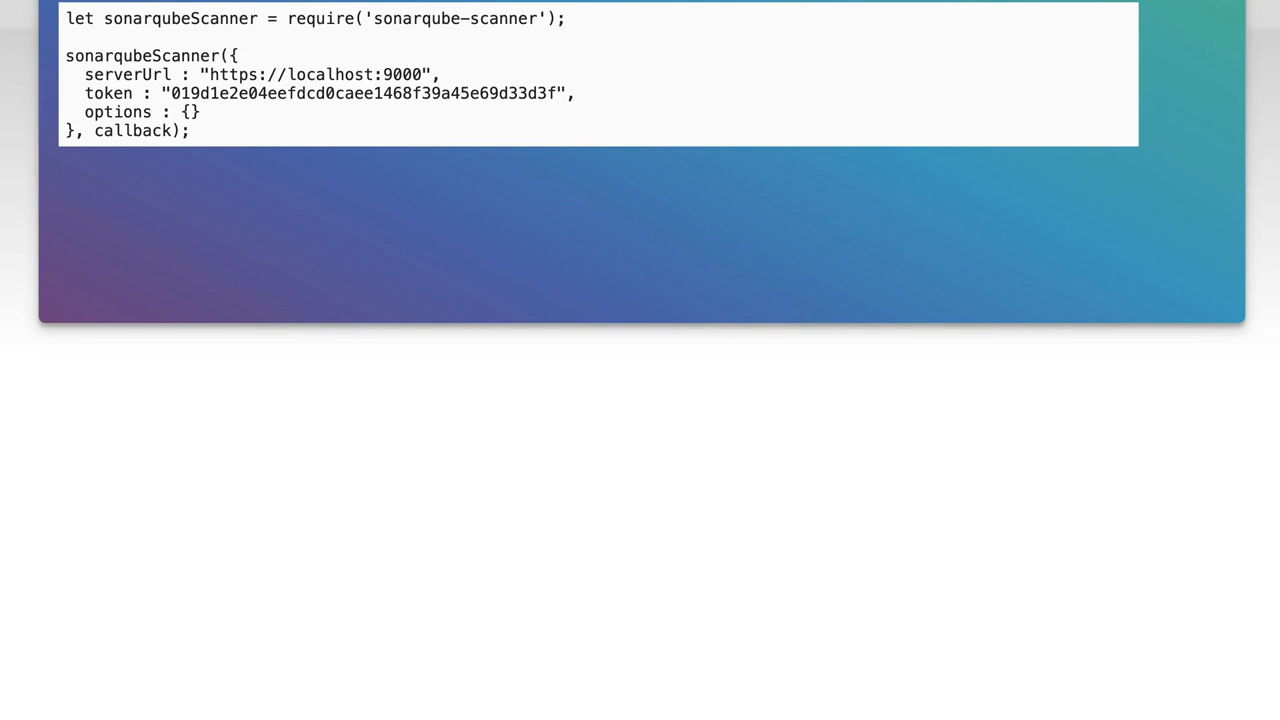 let sonarqubeScanner = require('sonarqube-scanner');
sonarqubeScanner({
serverUrl : "https://localhost:9000",
token : "019d1e2e04eefdcd0caee1468f39a45e69d33d3f",
options : {}
}, callback);